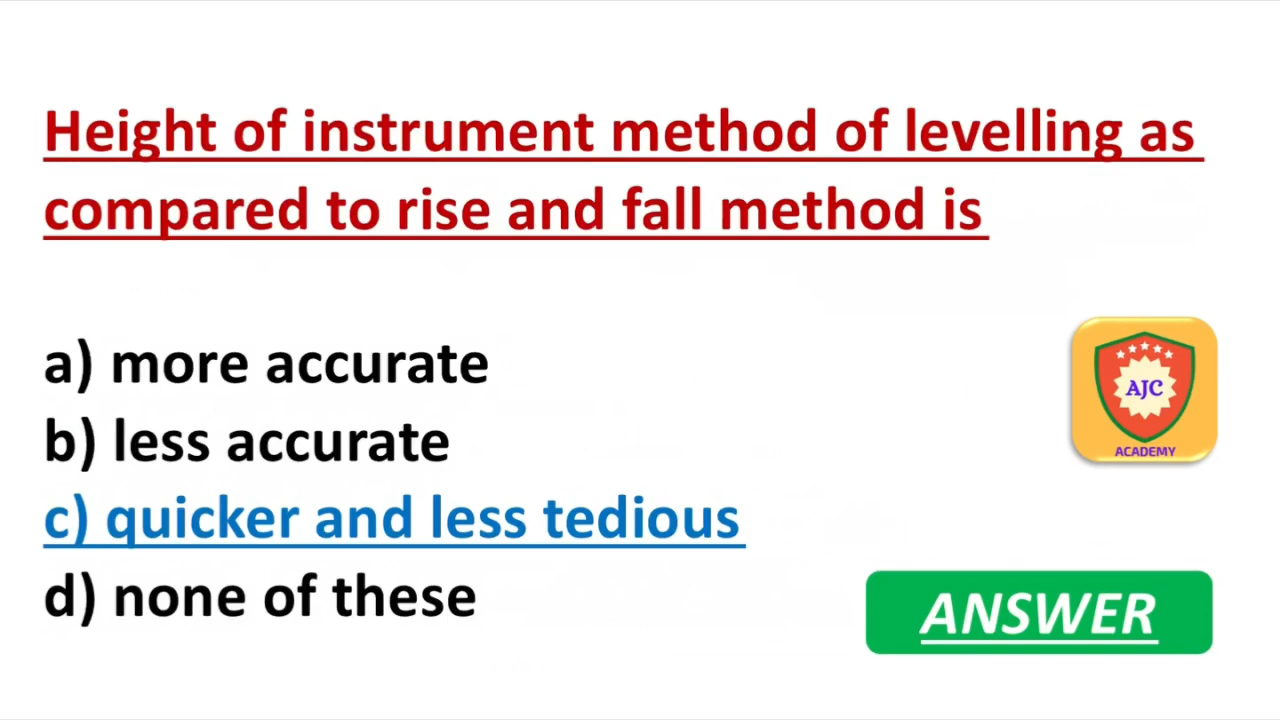 Height of instrument method of levelling as
compared to rise and fall method is
a) more accurate
b) less accurate
c) quicker and less tedious
d) none of these
AJC
ACADEMY
ANSWER